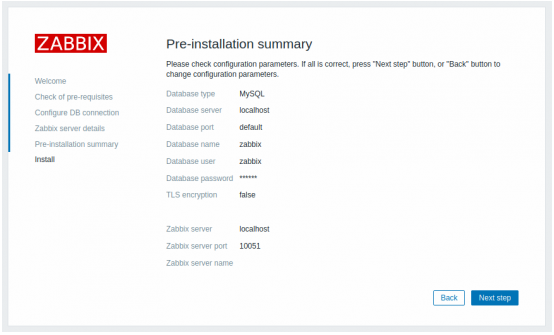 ZABBIX
Welcome
Check of pre-requisites
Configure DB connection
Zabbix server details
Pre-installation summary
Install
Pre-installation summary
Please check configuration parameters. If all is correct, press "Next step" button, or "Back" button to
change configuration parameters.
Database type MySQL
Database server localhost
Database port default
Database name zabbix
Database user zabbix
Database password ******
TLS encryption false
Zabbix server localhost
Zabbix server port 10051
Zabbix server name
Back Next step